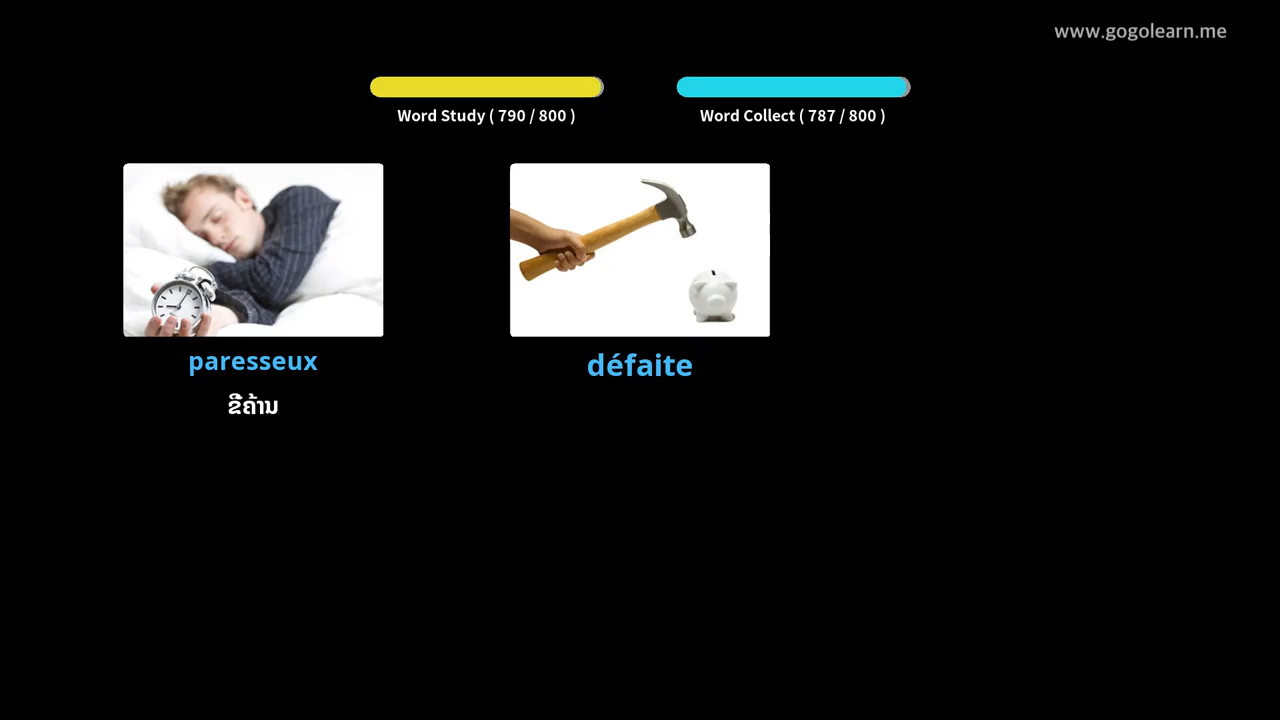 www.gogolearn.me
Word Study ( 790 / 800 )
Word Collect ( 787 / 800 )
paresseux
défaite
ຂີ້ຄ້ານ